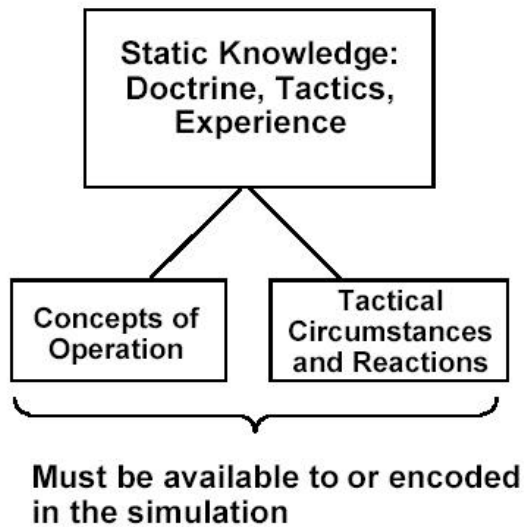 Static Knowledge:
Doctrine, Tactics,
Experience
Concepts of
Operation
Tactical
Circumstances
and Reactions
Must be available to or encoded
in the simulation